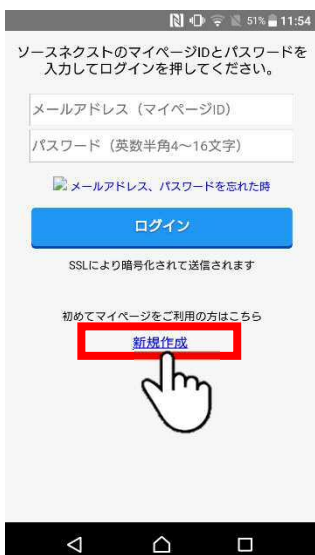 51% 11:54
ソースネクストのマイページIDとパスワードを
入力してログインを押してください。
メールアドレス（マイページID）
パスワード（英数半角4～16文字）
メールアドレス、パスワードを忘れた時
ログイン
SSLにより暗号化されて送信されます
初めてマイページをご利用の方はこちら
新規作成